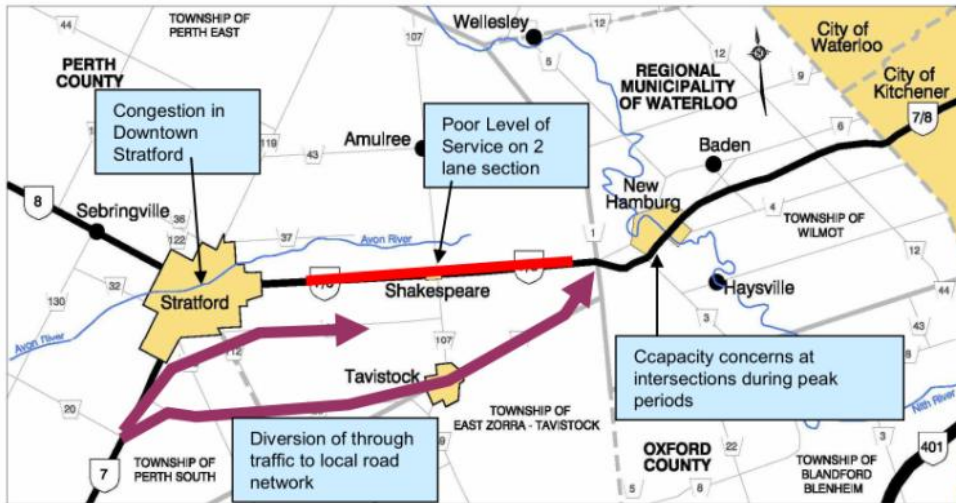 44
TOWNSHIP OF
PERTH EAST
107
Wellesley
12
5
12
9
City of
Waterloo
City of
Kitchener
7/8
PERTH
COUNTY
REGIONAL
MUNICIPALITY
OF WATERLOO
Congestion in
Downtown
Stratford
119
43
Amulree
Poor Level of
Service on 2
lane section
6
Baden
New
Hamburg
4
TOWNSHIP OF
WILMOT
12
8
Sebringville
36
122
37
Avon River
1
32
130
Stratford
Shakespeare
Haysville
44
3
43
Avon River
12
107
Tavistock
Ccapacity concerns at
intersections during peak
periods
8
Nith River
20
TOWNSHIP OF
EAST ZORRA - TAVISTOCK
Diversion of through
traffic to local road
network
7
TOWNSHIP OF
PERTH SOUTH
OXFORD
COUNTY
22
3
401
TOWNSHIP OF
BLANDFORD
BLENHEIM
5
6